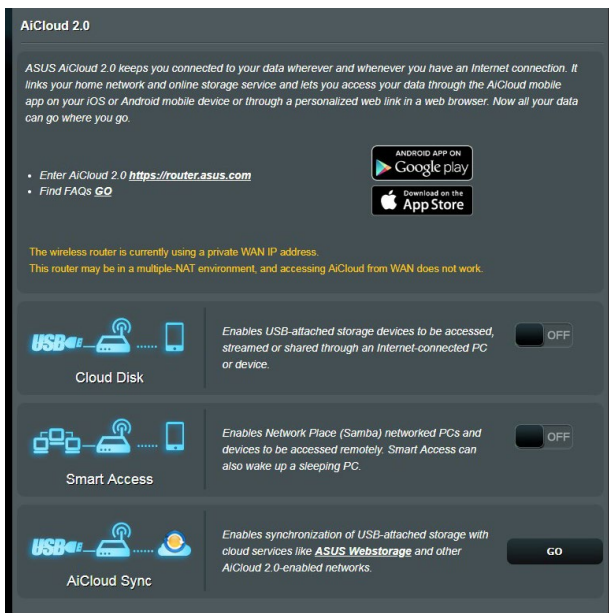 AiCloud 2.0
ASUS AiCloud 2.0 keeps you connected to your data wherever and whenever you have an Internet connection. It
links your home network and online storage service and lets you access your data through the AiCloud mobile
app on your iOS or Android mobile device or through a personalized web link in a web browser. Now all your data
can go where you go.
ANDROID APP ON
Google play
• Enter AiCloud 2.0 https://router.asus.com
• Find FAQs GO
Download on the
App Store
The wireless router is currently using a private WAN IP address.
This router may be in a multiple-NAT environment, and accessing AiCloud from WAN does not work.
USB
Cloud Disk
Enables USB-attached storage devices to be accessed,
streamed or shared through an Internet-connected PC
or device.
OFF
Smart Access
Enables Network Place (Samba) networked PCs and
devices to be accessed remotely. Smart Access can
also wake up a sleeping PC.
OFF
USB
AiCloud Sync
Enables synchronization of USB-attached storage with
cloud services like ASUS Webstorage and other
AiCloud 2.0-enabled networks.
GO